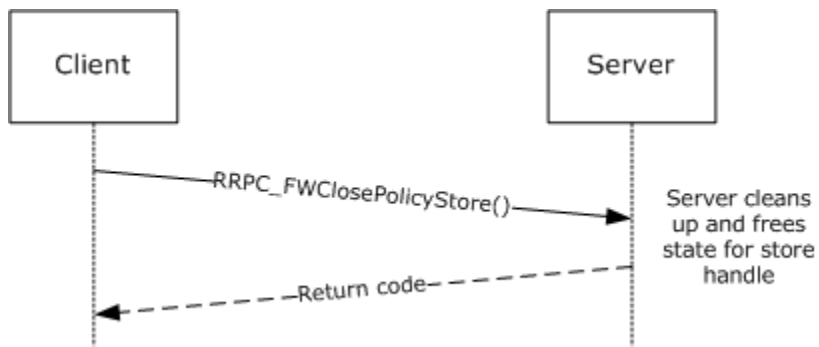 Client
Server
RRPC_FWClosePolicyStore()
Server cleans
up and frees
state for store
handle
Return code